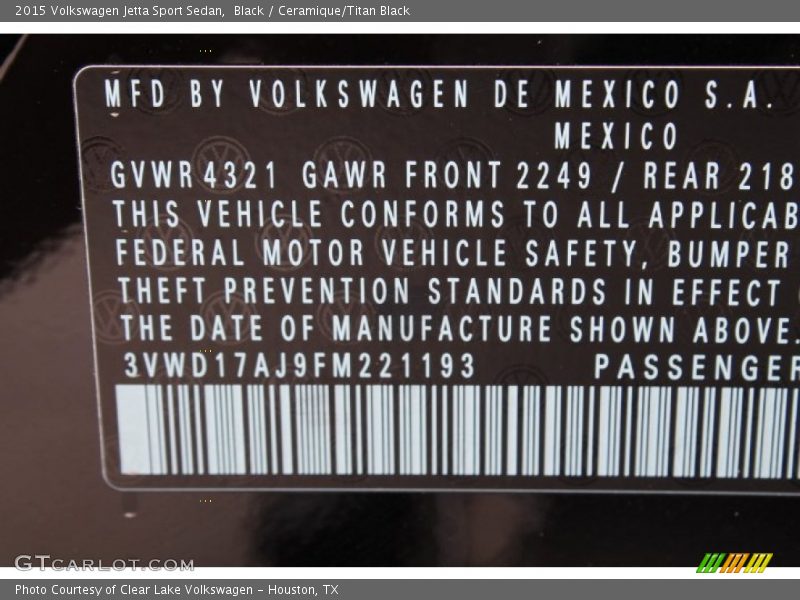 2015 Volkswagen Jetta Sport Sedan,  Black / Ceramique/Titan Black
MFD BY VOLKSWAGEN DE MEXICO S.A.
MEXICO
GVWR 4321 GAWR FRONT 2249 / REAR 218
THIS VEHICLE CONFORMS TO ALL APPLICAB
FEDERAL MOTOR VEHICLE SAFETY, BUMPER
THEFT PREVENTION STANDARDS IN EFFECT
THE DATE OF MANUFACTURE SHOWN ABOVE.
3VWD17AJ9FM221193 PASSENGER
GTCARLOT.COM
Photo Courtesy of Clear Lake Volkswagen – Houston, TX